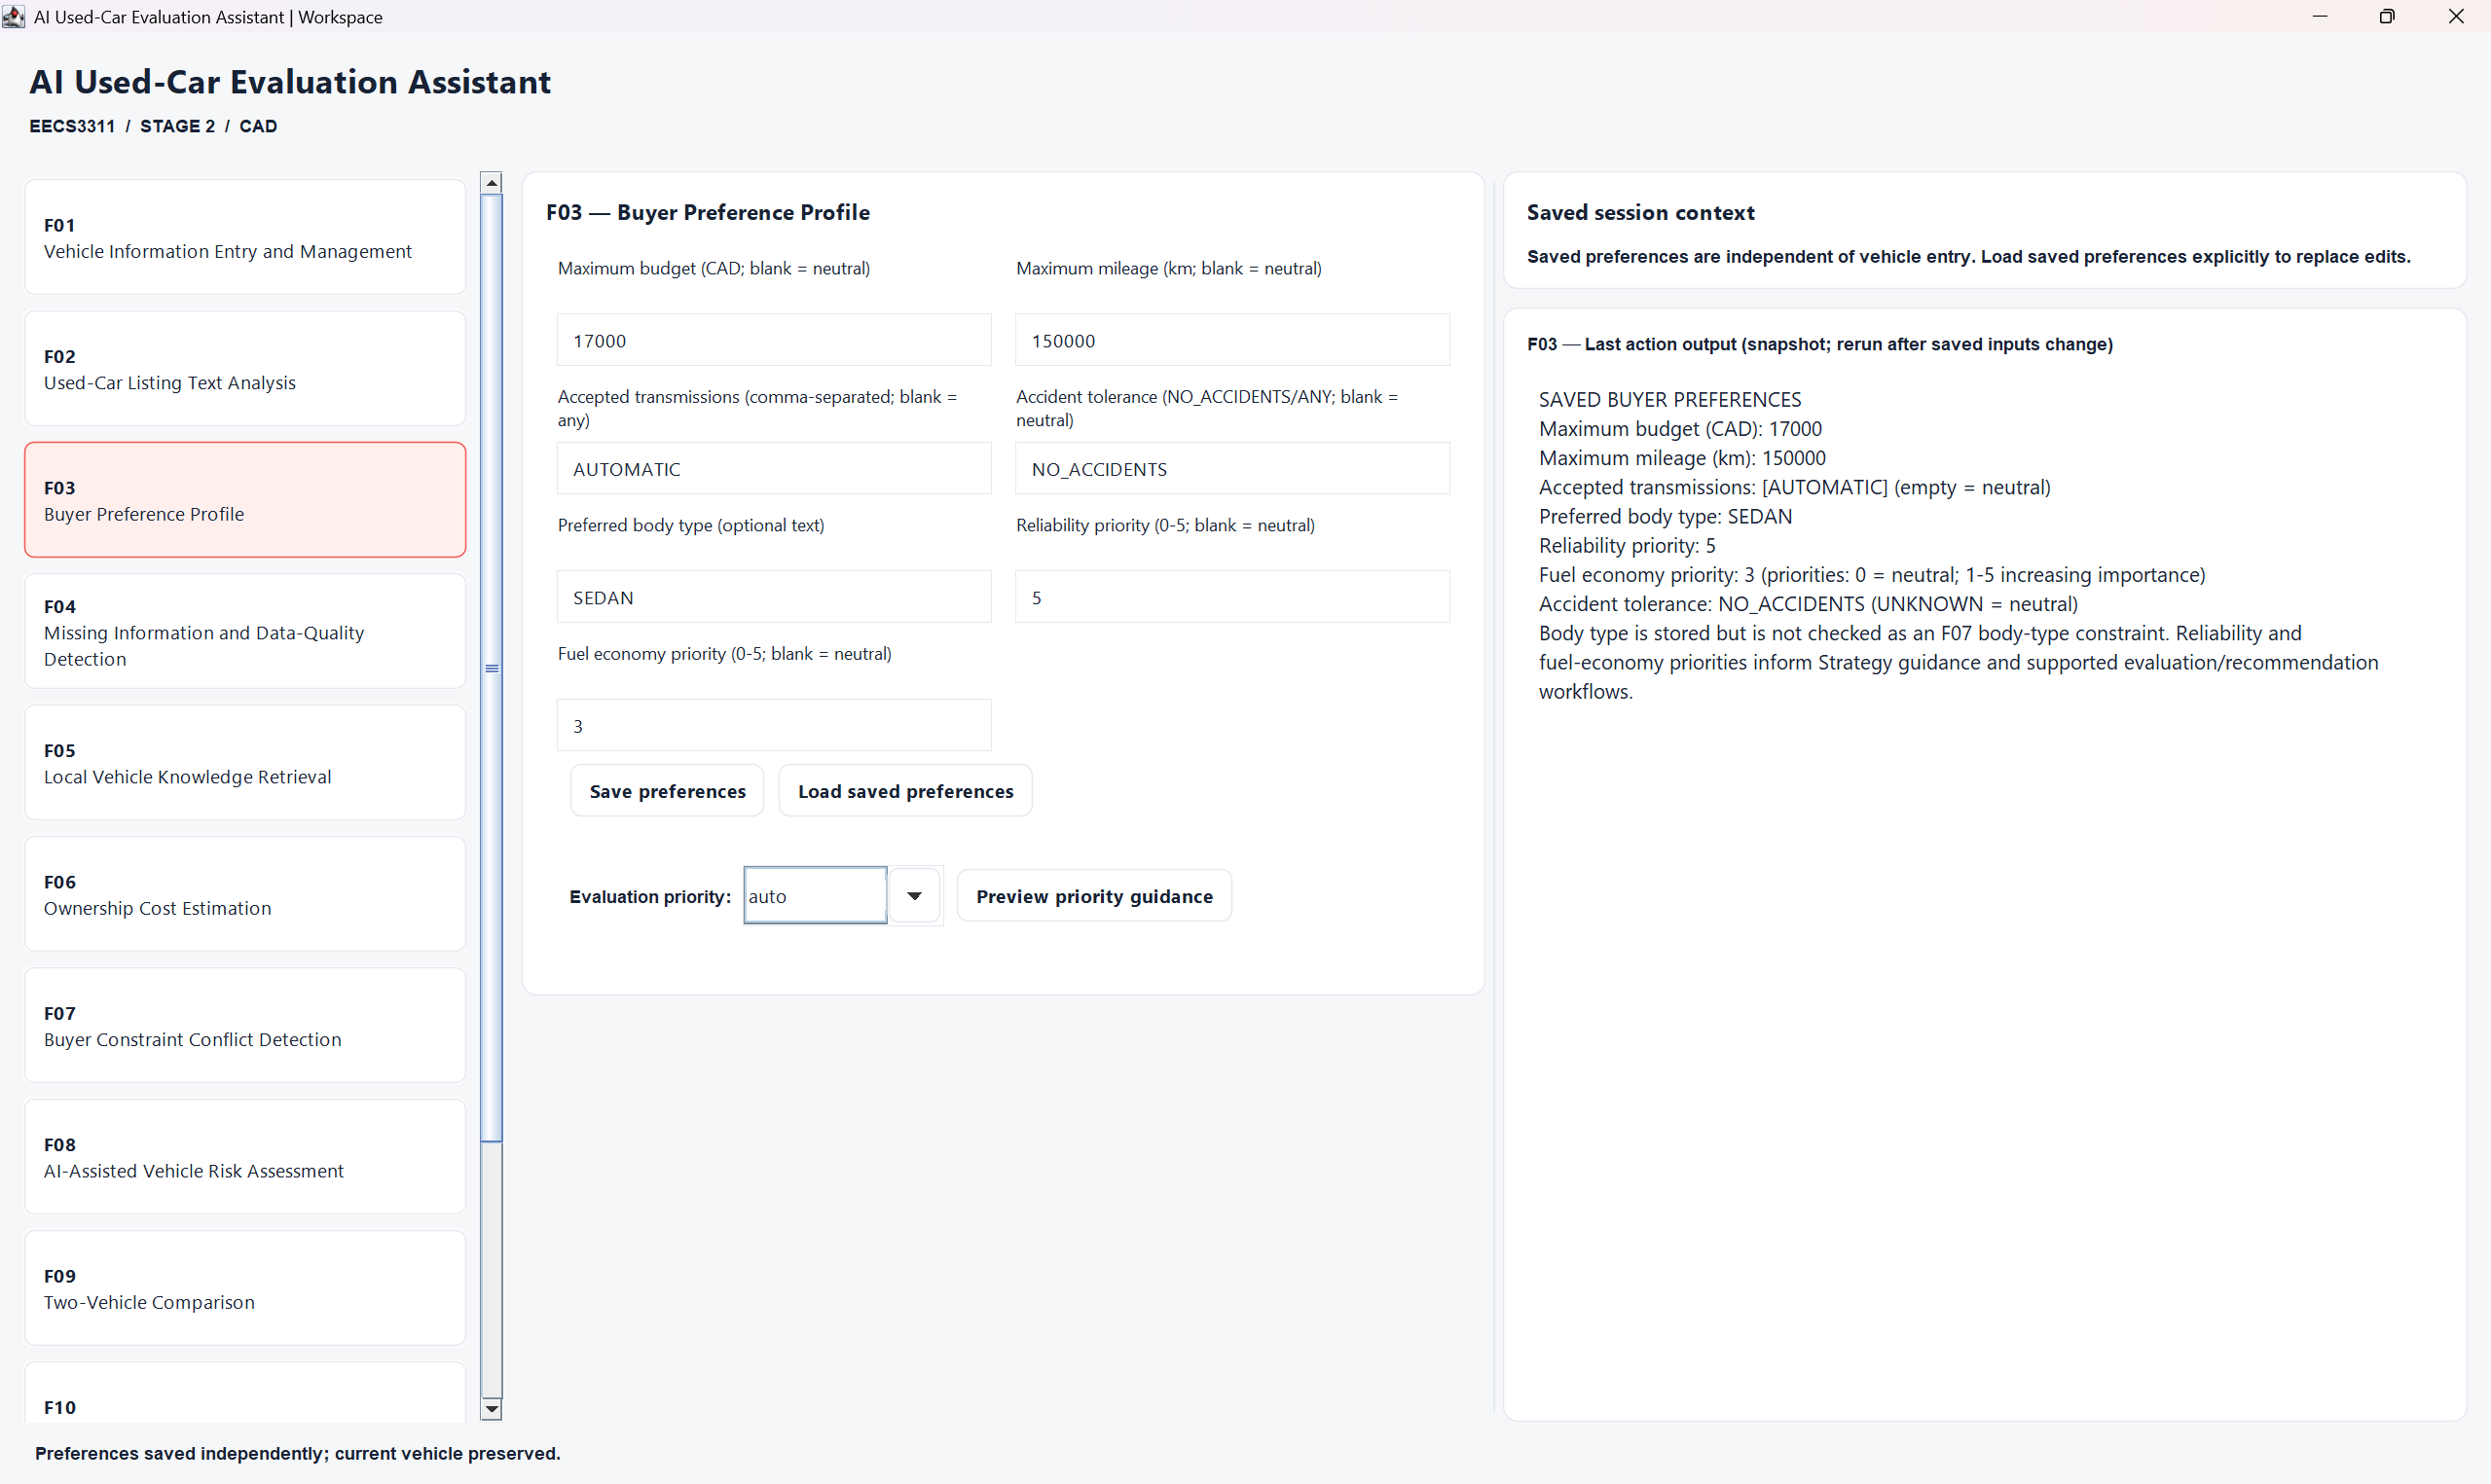 AI Used-Car Evaluation Assistant | Workspace
AI Used-Car Evaluation Assistant
EECS3311 / STAGE 2 / CAD
F01
Vehicle Information Entry and Management
F02
Used-Car Listing Text Analysis
F03
Buyer Preference Profile
F04
Missing Information and Data-Quality
Detection
F05
Local Vehicle Knowledge Retrieval
F06
Ownership Cost Estimation
F07
Buyer Constraint Conflict Detection
F08
AI-Assisted Vehicle Risk Assessment
F09
Two-Vehicle Comparison
F10
F03 — Buyer Preference Profile
Maximum budget (CAD; blank = neutral)
17000
Maximum mileage (km; blank = neutral)
150000
Accepted transmissions (comma-separated; blank =
any)
AUTOMATIC
Accident tolerance (NO_ACCIDENTS/ANY; blank =
neutral)
NO_ACCIDENTS
Preferred body type (optional text)
SEDAN
Reliability priority (0-5; blank = neutral)
5
Fuel economy priority (0-5; blank = neutral)
3
Save preferences
Load saved preferences
Evaluation priority:
auto
Preview priority guidance
Saved session context
Saved preferences are independent of vehicle entry. Load saved preferences explicitly to replace edits.
F03 — Last action output (snapshot; rerun after saved inputs change)
SAVED BUYER PREFERENCES
Maximum budget (CAD): 17000
Maximum mileage (km): 150000
Accepted transmissions: [AUTOMATIC] (empty = neutral)
Preferred body type: SEDAN
Reliability priority: 5
Fuel economy priority: 3 (priorities: 0 = neutral; 1-5 increasing importance)
Accident tolerance: NO_ACCIDENTS (UNKNOWN = neutral)
Body type is stored but is not checked as an F07 body-type constraint. Reliability and
fuel-economy priorities inform Strategy guidance and supported evaluation/recommendation
workflows.
Preferences saved independently; current vehicle preserved.